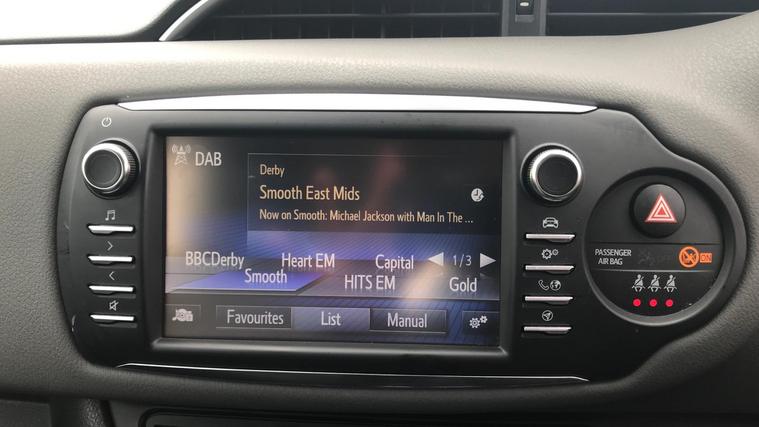 DAB
Derby
Smooth East Mids
Now on Smooth: Michael Jackson with Man In The ...
BBCDerby Heart EM Capital 1/3
Smooth HITS EM Gold
Favourites List Manual
PASSENGER
AIR BAG
OFF ON